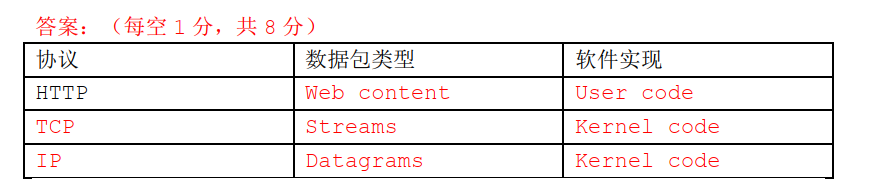 答案：（每空 1 分，共 8 分）
协议 数据包类型 软件实现
HTTP Web content User code
TCP Streams Kernel code
IP Datagrams Kernel code